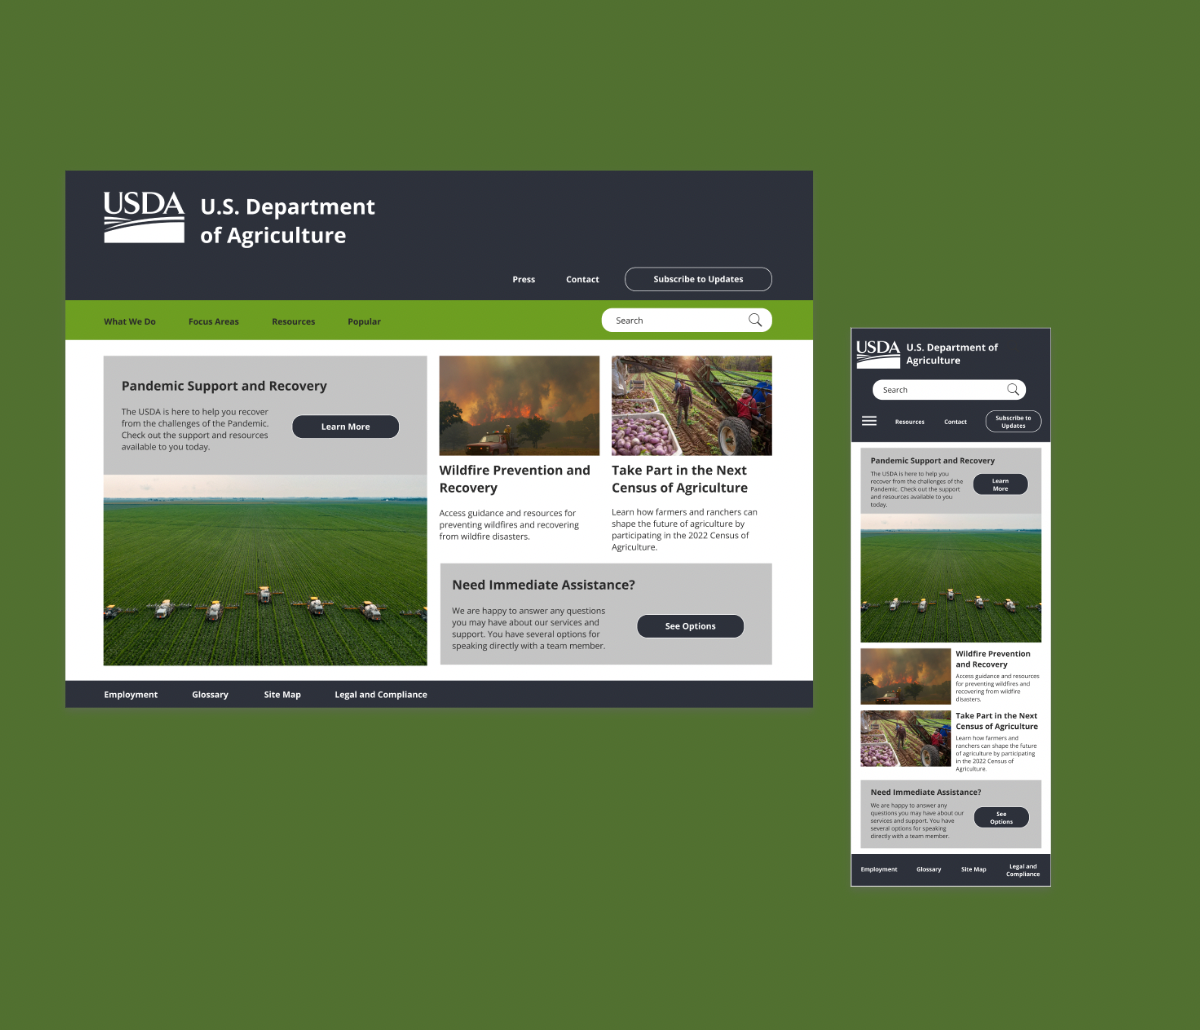 USDA
U.S. Department
of Agriculture
Press
Contact
Subscribe to Updates
What We Do
Focus Areas
Resources
Popular
Search
Pandemic Support and Recovery
The USDA is here to help you recover
from the challenges of the Pandemic.
Check out the support and resources
available to you today.
Learn More
Wildfire Prevention and
Recovery
Access guidance and resources for
preventing wildfires and recovering
from wildfire disasters.
Take Part in the Next
Census of Agriculture
Learn how farmers and ranchers can
shape the future of agriculture by
participating in the 2022 Census of
Agriculture.
Need Immediate Assistance?
We are happy to answer any questions
you may have about our services and
support. You have several options for
speaking directly with a team member.
See Options
Employment
Glossary
Site Map
Legal and Compliance
USDA
U.S. Department of
Agriculture
Search
Resources
Contact
Subscribe to
Updates
Pandemic Support and Recovery
The USDA is here to help you
recover from the challenges of the
Pandemic. Check out the support
and resources available to you
today.
Learn
More
Wildfire Prevention
and Recovery
Access guidance and resources
for preventing wildfires and
recovering from wildfire
disasters.
Take Part in the Next
Census of Agriculture
Learn how farmers and
ranchers can shape the future
of agriculture by participating
in the 2022 Census of
Agriculture.
Need Immediate Assistance?
We are happy to answer any
questions you may have about our
services and support. You have
several options for speaking
directly with a team member.
See
Options
Employment
Glossary
Site Map
Legal and
Compliance